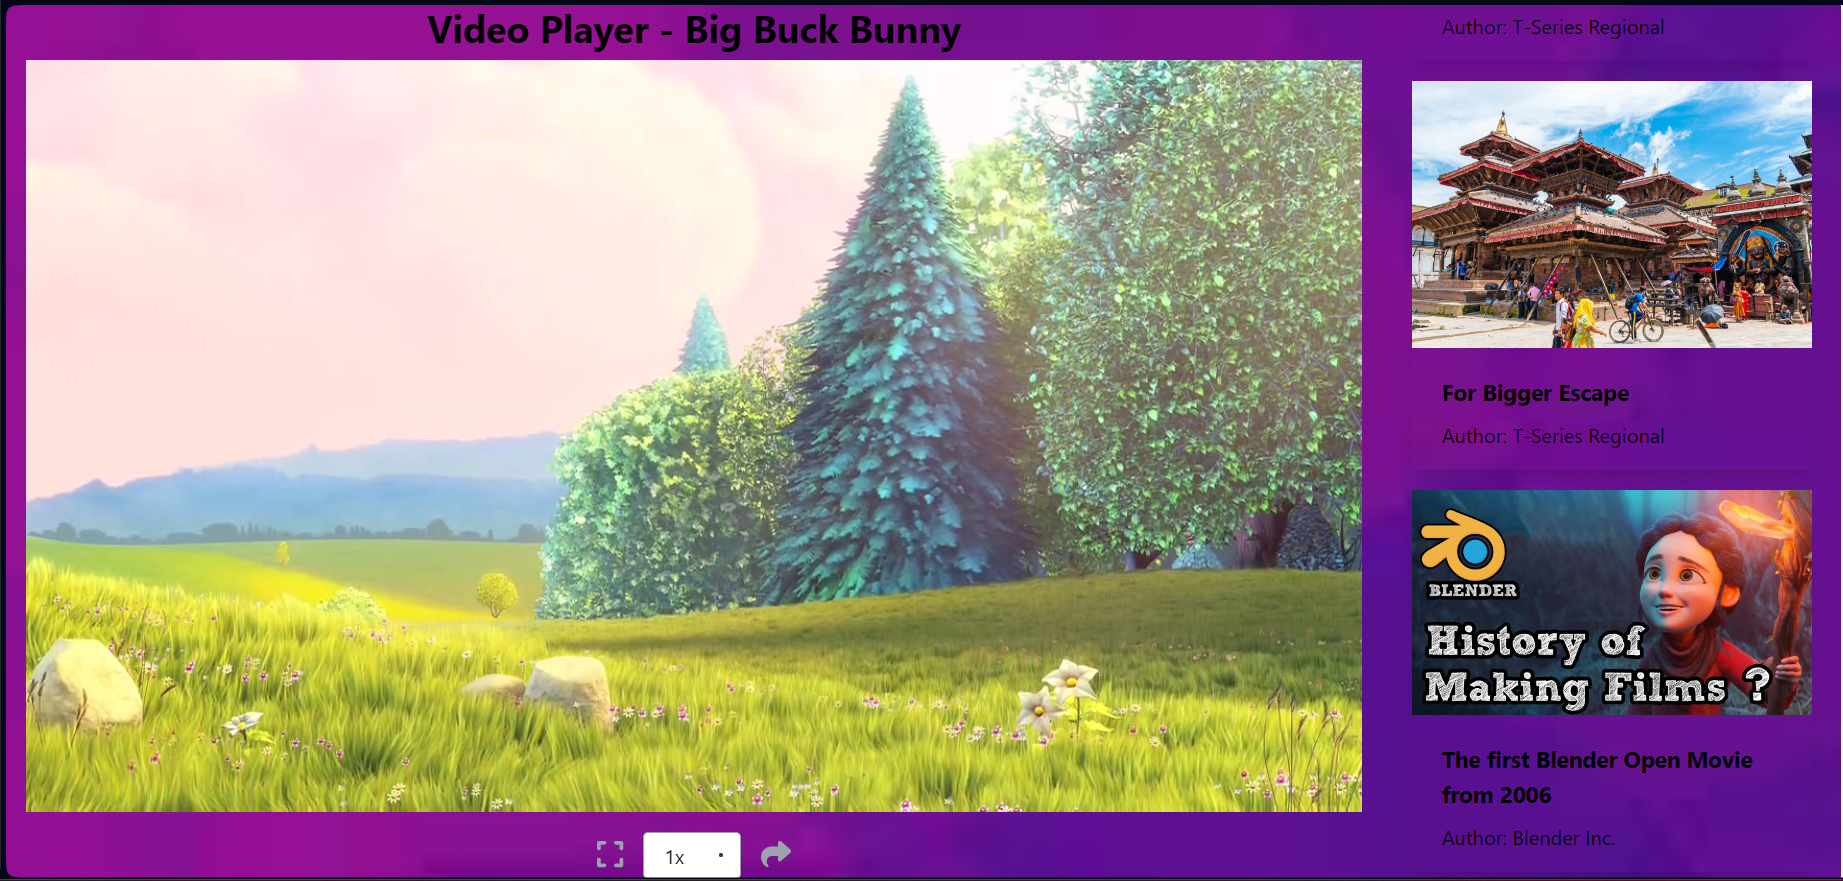 Video Player - Big Buck Bunny
1x
Author: T-Series Regional
For Bigger Escape
Author: T-Series Regional
BLENDER
History of
Making Films ?
The first Blender Open Movie
from 2006
Author: Blender Inc.